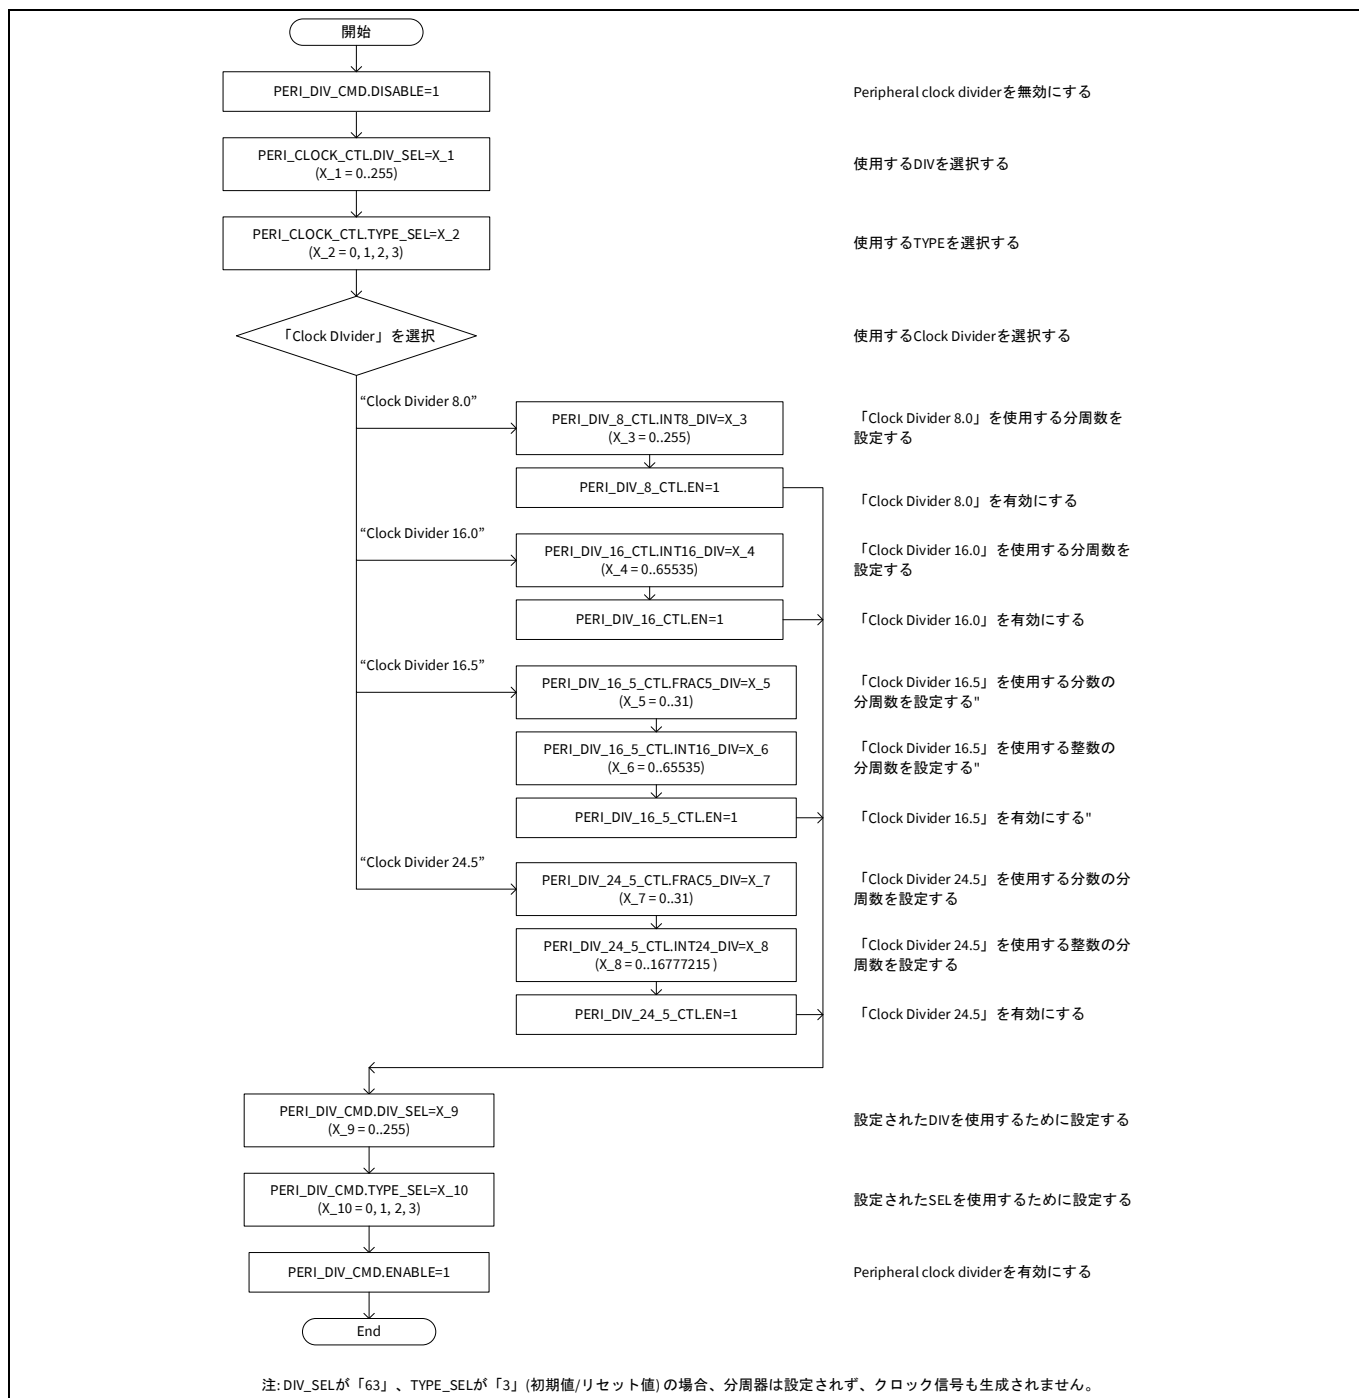 開始
PERI_DIV_CMD.DISABLE=1
Peripheral clock dividerを無効にする
PERI_CLOCK_CTL.DIV_SEL=X_1
(X_1 = 0..255)
使用するDIVを選択する
PERI_CLOCK_CTL.TYPE_SEL=X_2
(X_2 = 0, 1, 2, 3)
使用するTYPEを選択する
「Clock DIvider」を選択
使用するClock Dividerを選択する
“Clock Divider 8.0”
PERI_DIV_8_CTL.INT8_DIV=X_3
(X_3 = 0..255)
「Clock Divider 8.0」を使用する分周数を
設定する
PERI_DIV_8_CTL.EN=1
「Clock Divider 8.0」を有効にする
“Clock Divider 16.0”
PERI_DIV_16_CTL.INT16_DIV=X_4
(X_4 = 0..65535)
「Clock Divider 16.0」を使用する分周数を
設定する
PERI_DIV_16_CTL.EN=1
「Clock Divider 16.0」を有効にする
“Clock Divider 16.5”
PERI_DIV_16_5_CTL.FRAC5_DIV=X_5
(X_5 = 0..31)
「Clock Divider 16.5」を使用する分数の
分周数を設定する"
PERI_DIV_16_5_CTL.INT16_DIV=X_6
(X_6 = 0..65535)
「Clock Divider 16.5」を使用する整数の
分周数を設定する"
PERI_DIV_16_5_CTL.EN=1
「Clock Divider 16.5」を有効にする"
“Clock Divider 24.5”
PERI_DIV_24_5_CTL.FRAC5_DIV=X_7
(X_7 = 0..31)
「Clock Divider 24.5」を使用する分数の分
周数を設定する
PERI_DIV_24_5_CTL.INT24_DIV=X_8
(X_8 = 0..16777215 )
「Clock Divider 24.5」を使用する整数の分
周数を設定する
PERI_DIV_24_5_CTL.EN=1
「Clock Divider 24.5」を有効にする
PERI_DIV_CMD.DIV_SEL=X_9
(X_9 = 0..255)
設定されたDIVを使用するために設定する
PERI_DIV_CMD.TYPE_SEL=X_10
(X_10 = 0, 1, 2, 3)
設定されたSELを使用するために設定する
PERI_DIV_CMD.ENABLE=1
Peripheral clock dividerを有効にする
End
注: DIV_SELが「63」、TYPE_SELが「3」(初期値/リセット値) の場合、分周器は設定されず、クロック信号も生成されません。